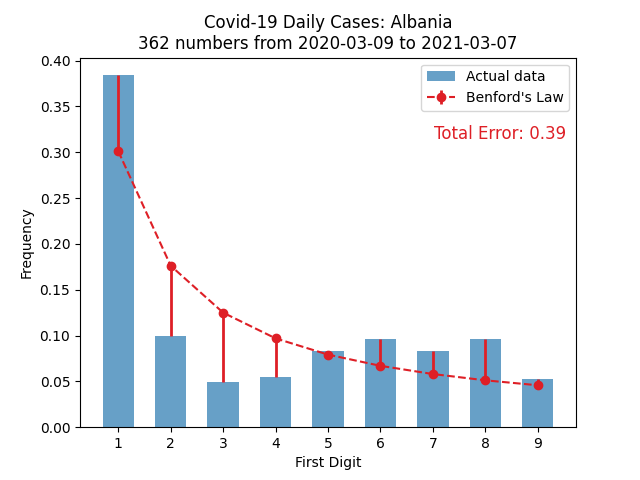 Covid-19 Daily Cases: Albania
362 numbers from 2020-03-09 to 2021-03-07
Actual data
Benford's Law
Total Error: 0.39
Frequency
0.40
0.35
0.30
0.25
0.20
0.15
0.10
0.05
0.00
1 2 3 4 5 6 7 8 9
First Digit